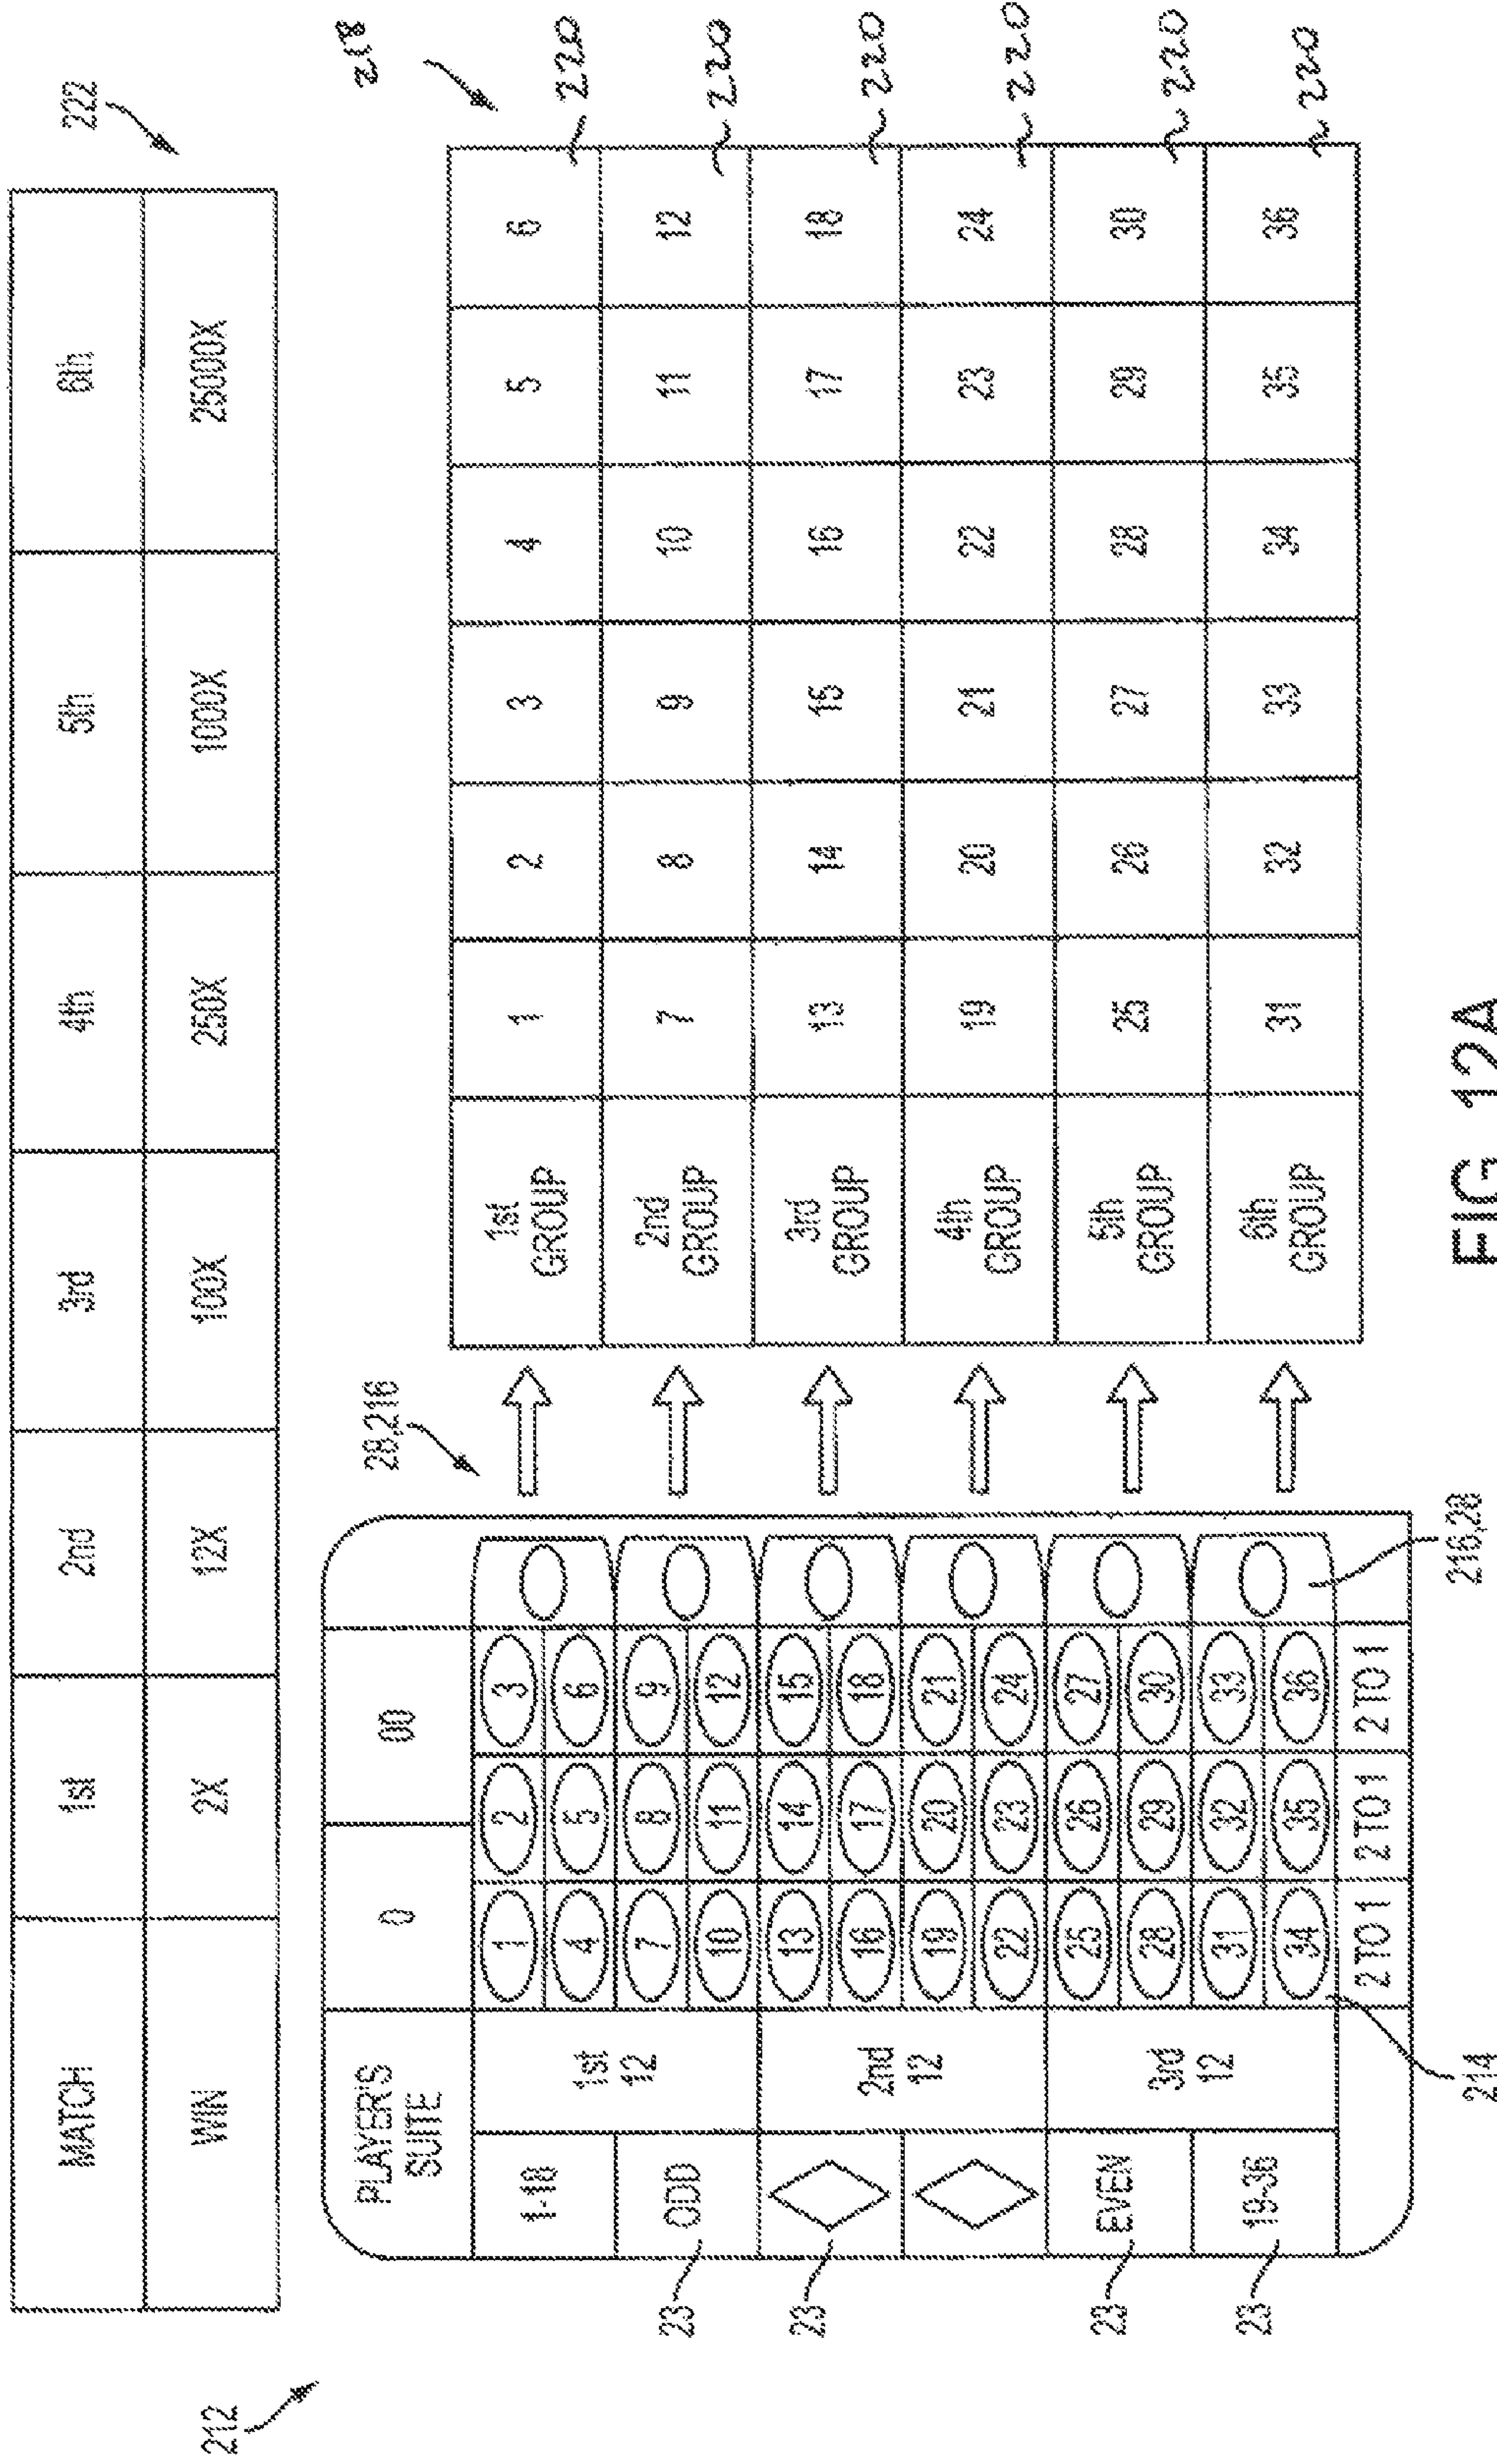 212
222
MATCH 1st 2nd 3rd 4th 5th 6th
WIN 2X 12X 100X 250X 1000X 25000X
28,216
218
PLAYER'S
SUITE
0
00
1-18
ODD
EVEN
19-36
1st
12
2nd
12
3rd
12
1 2 3
4 5 6
7 8 9
10 11 12
13 14 15
16 17 18
19 20 21
22 23 24
25 26 27
28 29 30
31 32 33
34 35 36
2 TO 1 2 TO 1 2 TO 1
23
23
23
23
214
216,28
1st
GROUP
1 2 3 4 5 6
220
2nd
GROUP
7 8 9 10 11 12
220
3rd
GROUP
13 14 15 16 17 18
220
4th
GROUP
19 20 21 22 23 24
220
5th
GROUP
25 26 27 28 29 30
220
6th
GROUP
31 32 33 34 35 36
220
FIG 12A